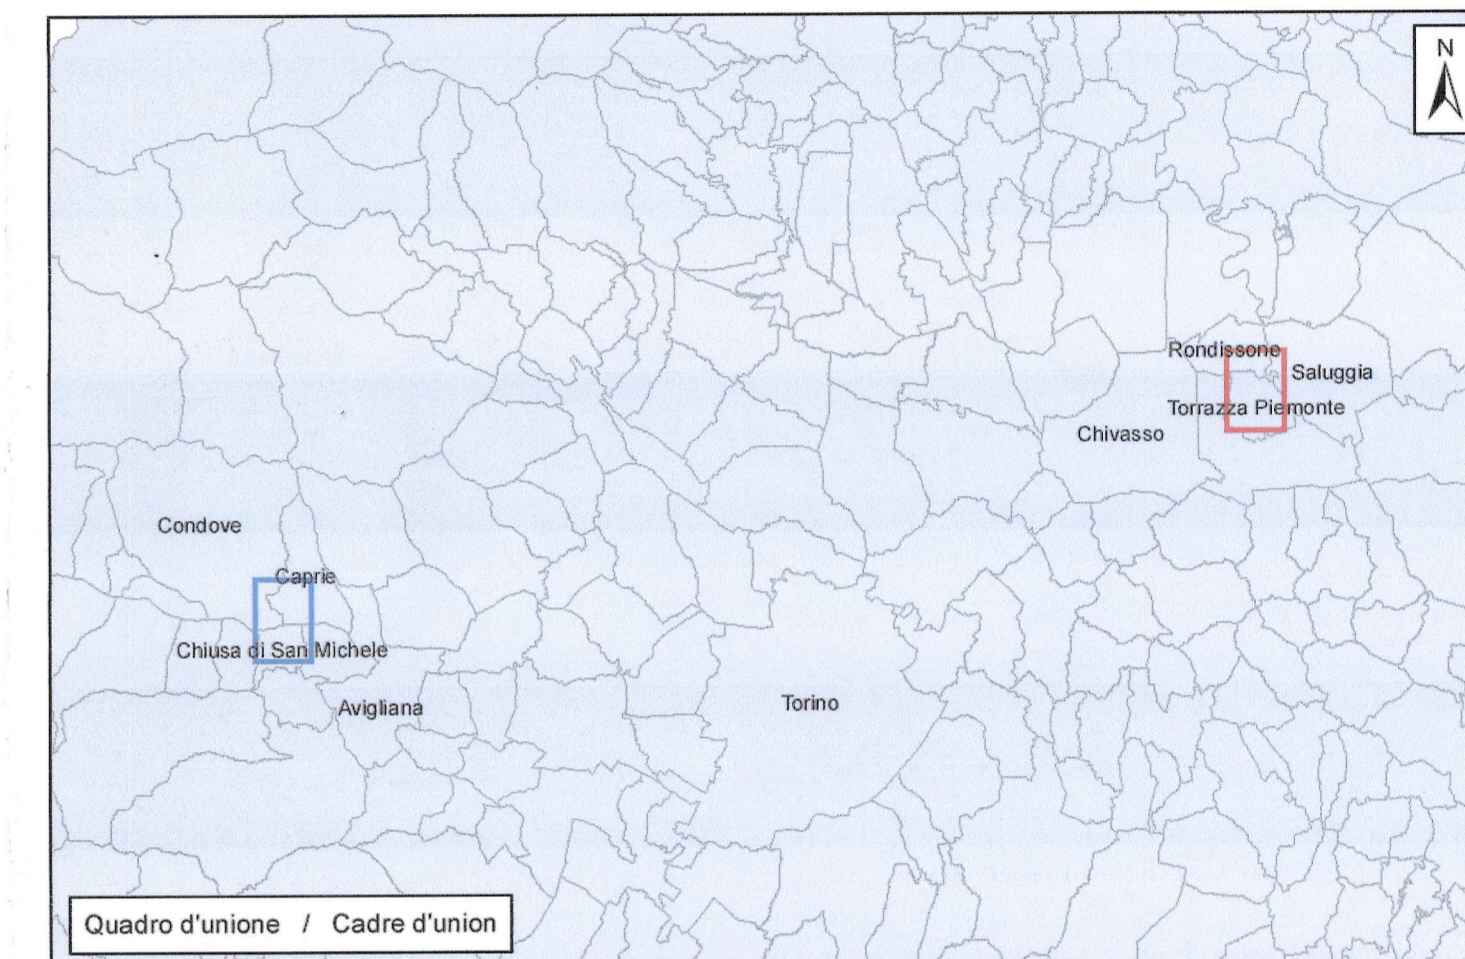 N
Rondissone
Saluggia
Torrazza Piemonte
Chivasso
Condove
Caprie
Chiusa di San Michele
Avigliana
Torino
Quadro d'unione / Cadre d'union